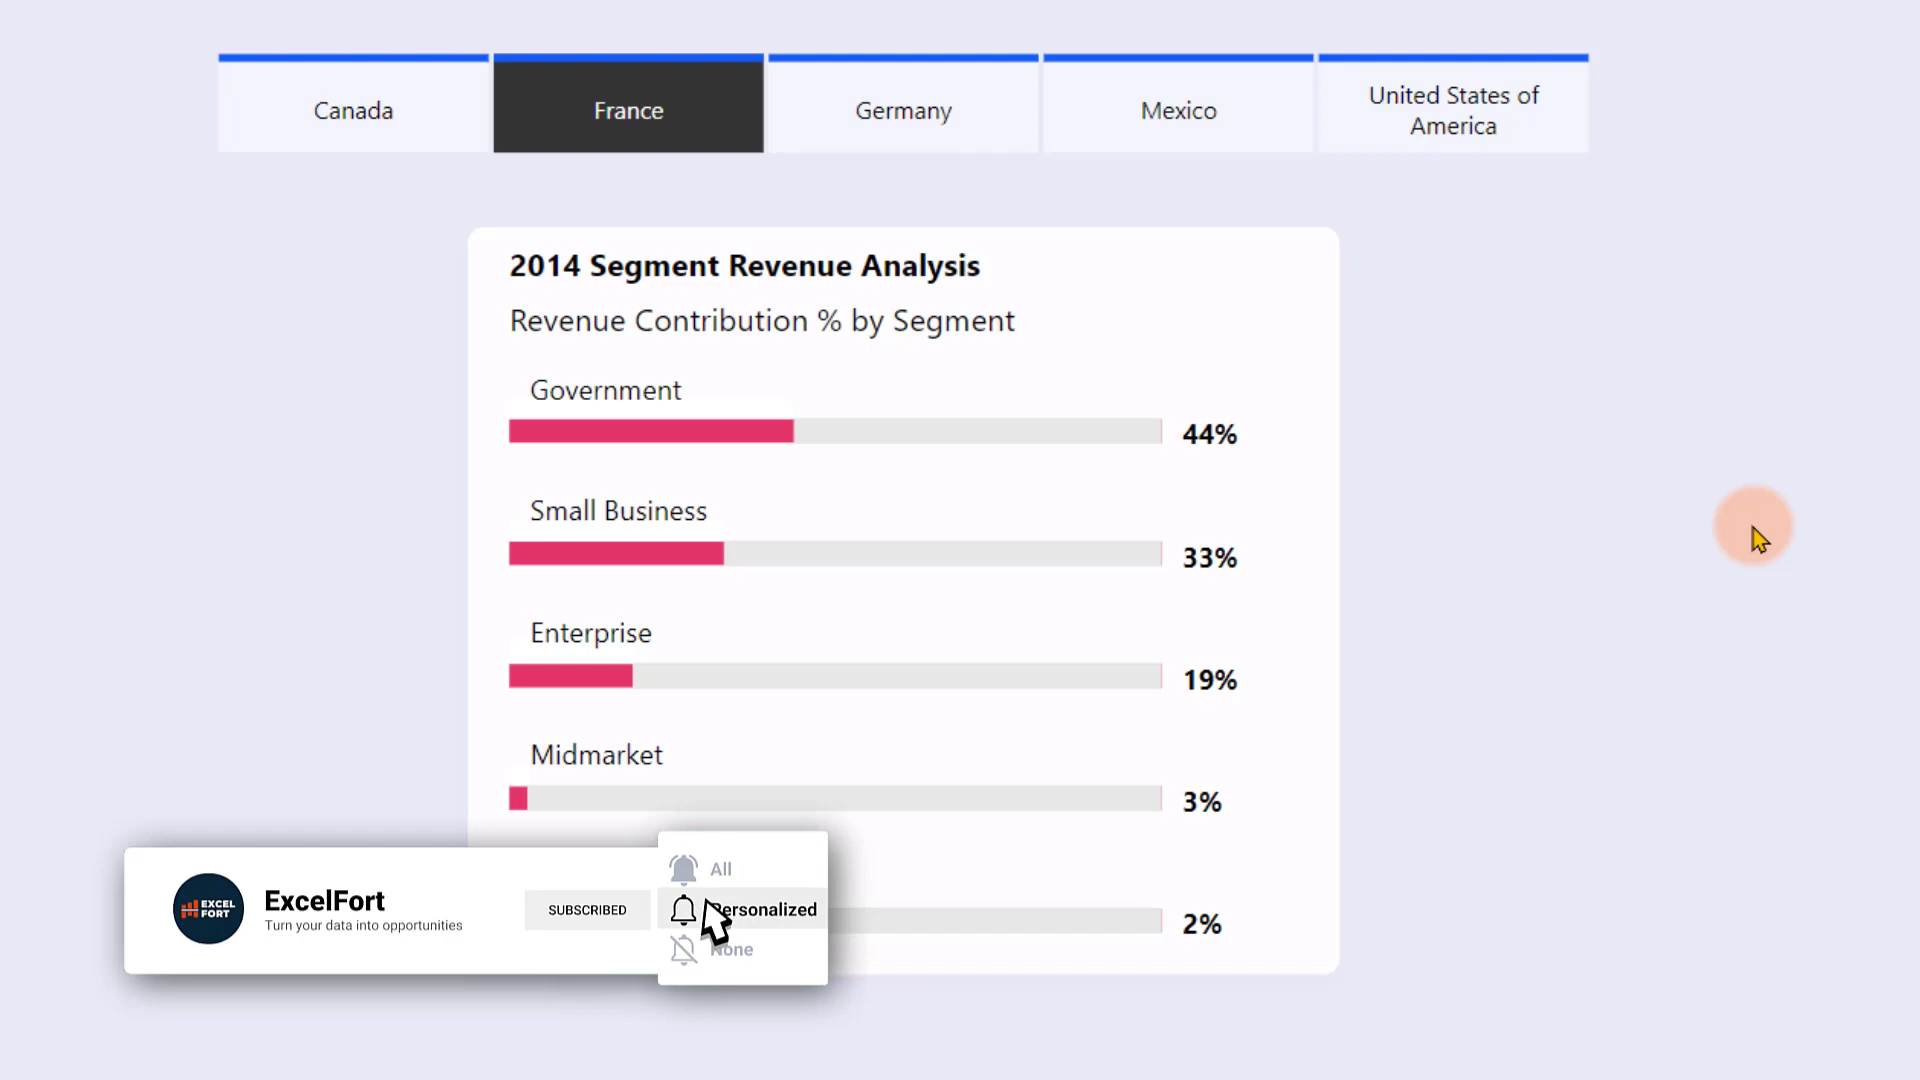 Canada
France
Germany
Mexico
United States of
America
2014 Segment Revenue Analysis
Revenue Contribution % by Segment
Government
44%
Small Business
33%
Enterprise
19%
Midmarket
3%
2%
EXCEL
FORT
ExcelFort
Turn your data into opportunities
SUBSCRIBED
All
Personalized
None